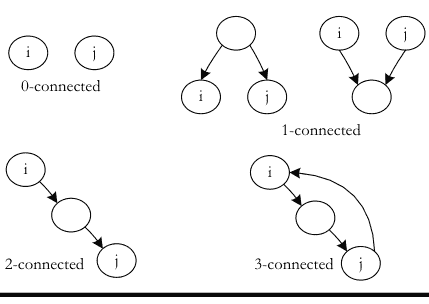 i j
0-connected
i j
i j
1-connected
i
j
2-connected
i
j
3-connected